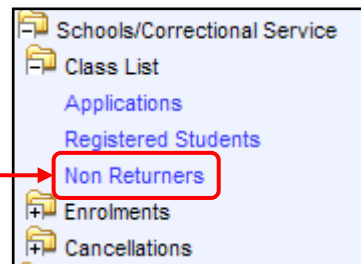 Schools/Correctional Service
Class List
Applications
Registered Students
Non Returners
Enrolments
Cancellations